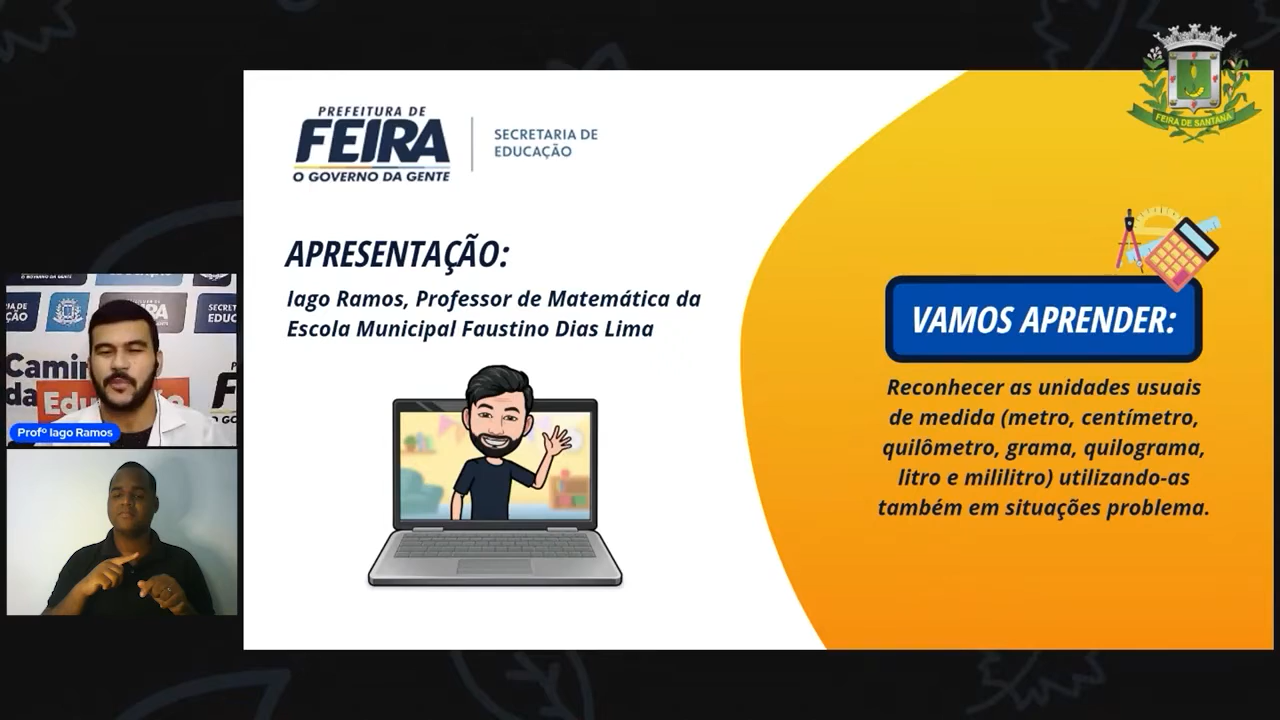 PREFEITURA DE
FEIRA
O GOVERNO DA GENTE
SECRETARIA DE
EDUCAÇÃO
FEIRA DE SANTANA
APRESENTAÇÃO:
Iago Ramos, Professor de Matemática da
Escola Municipal Faustino Dias Lima
VAMOS APRENDER:
Reconhecer as unidades usuais
de medida (metro, centímetro,
quilômetro, grama, quilograma,
litro e mililitro) utilizando-as
também em situações problema.
Profº Iago Ramos